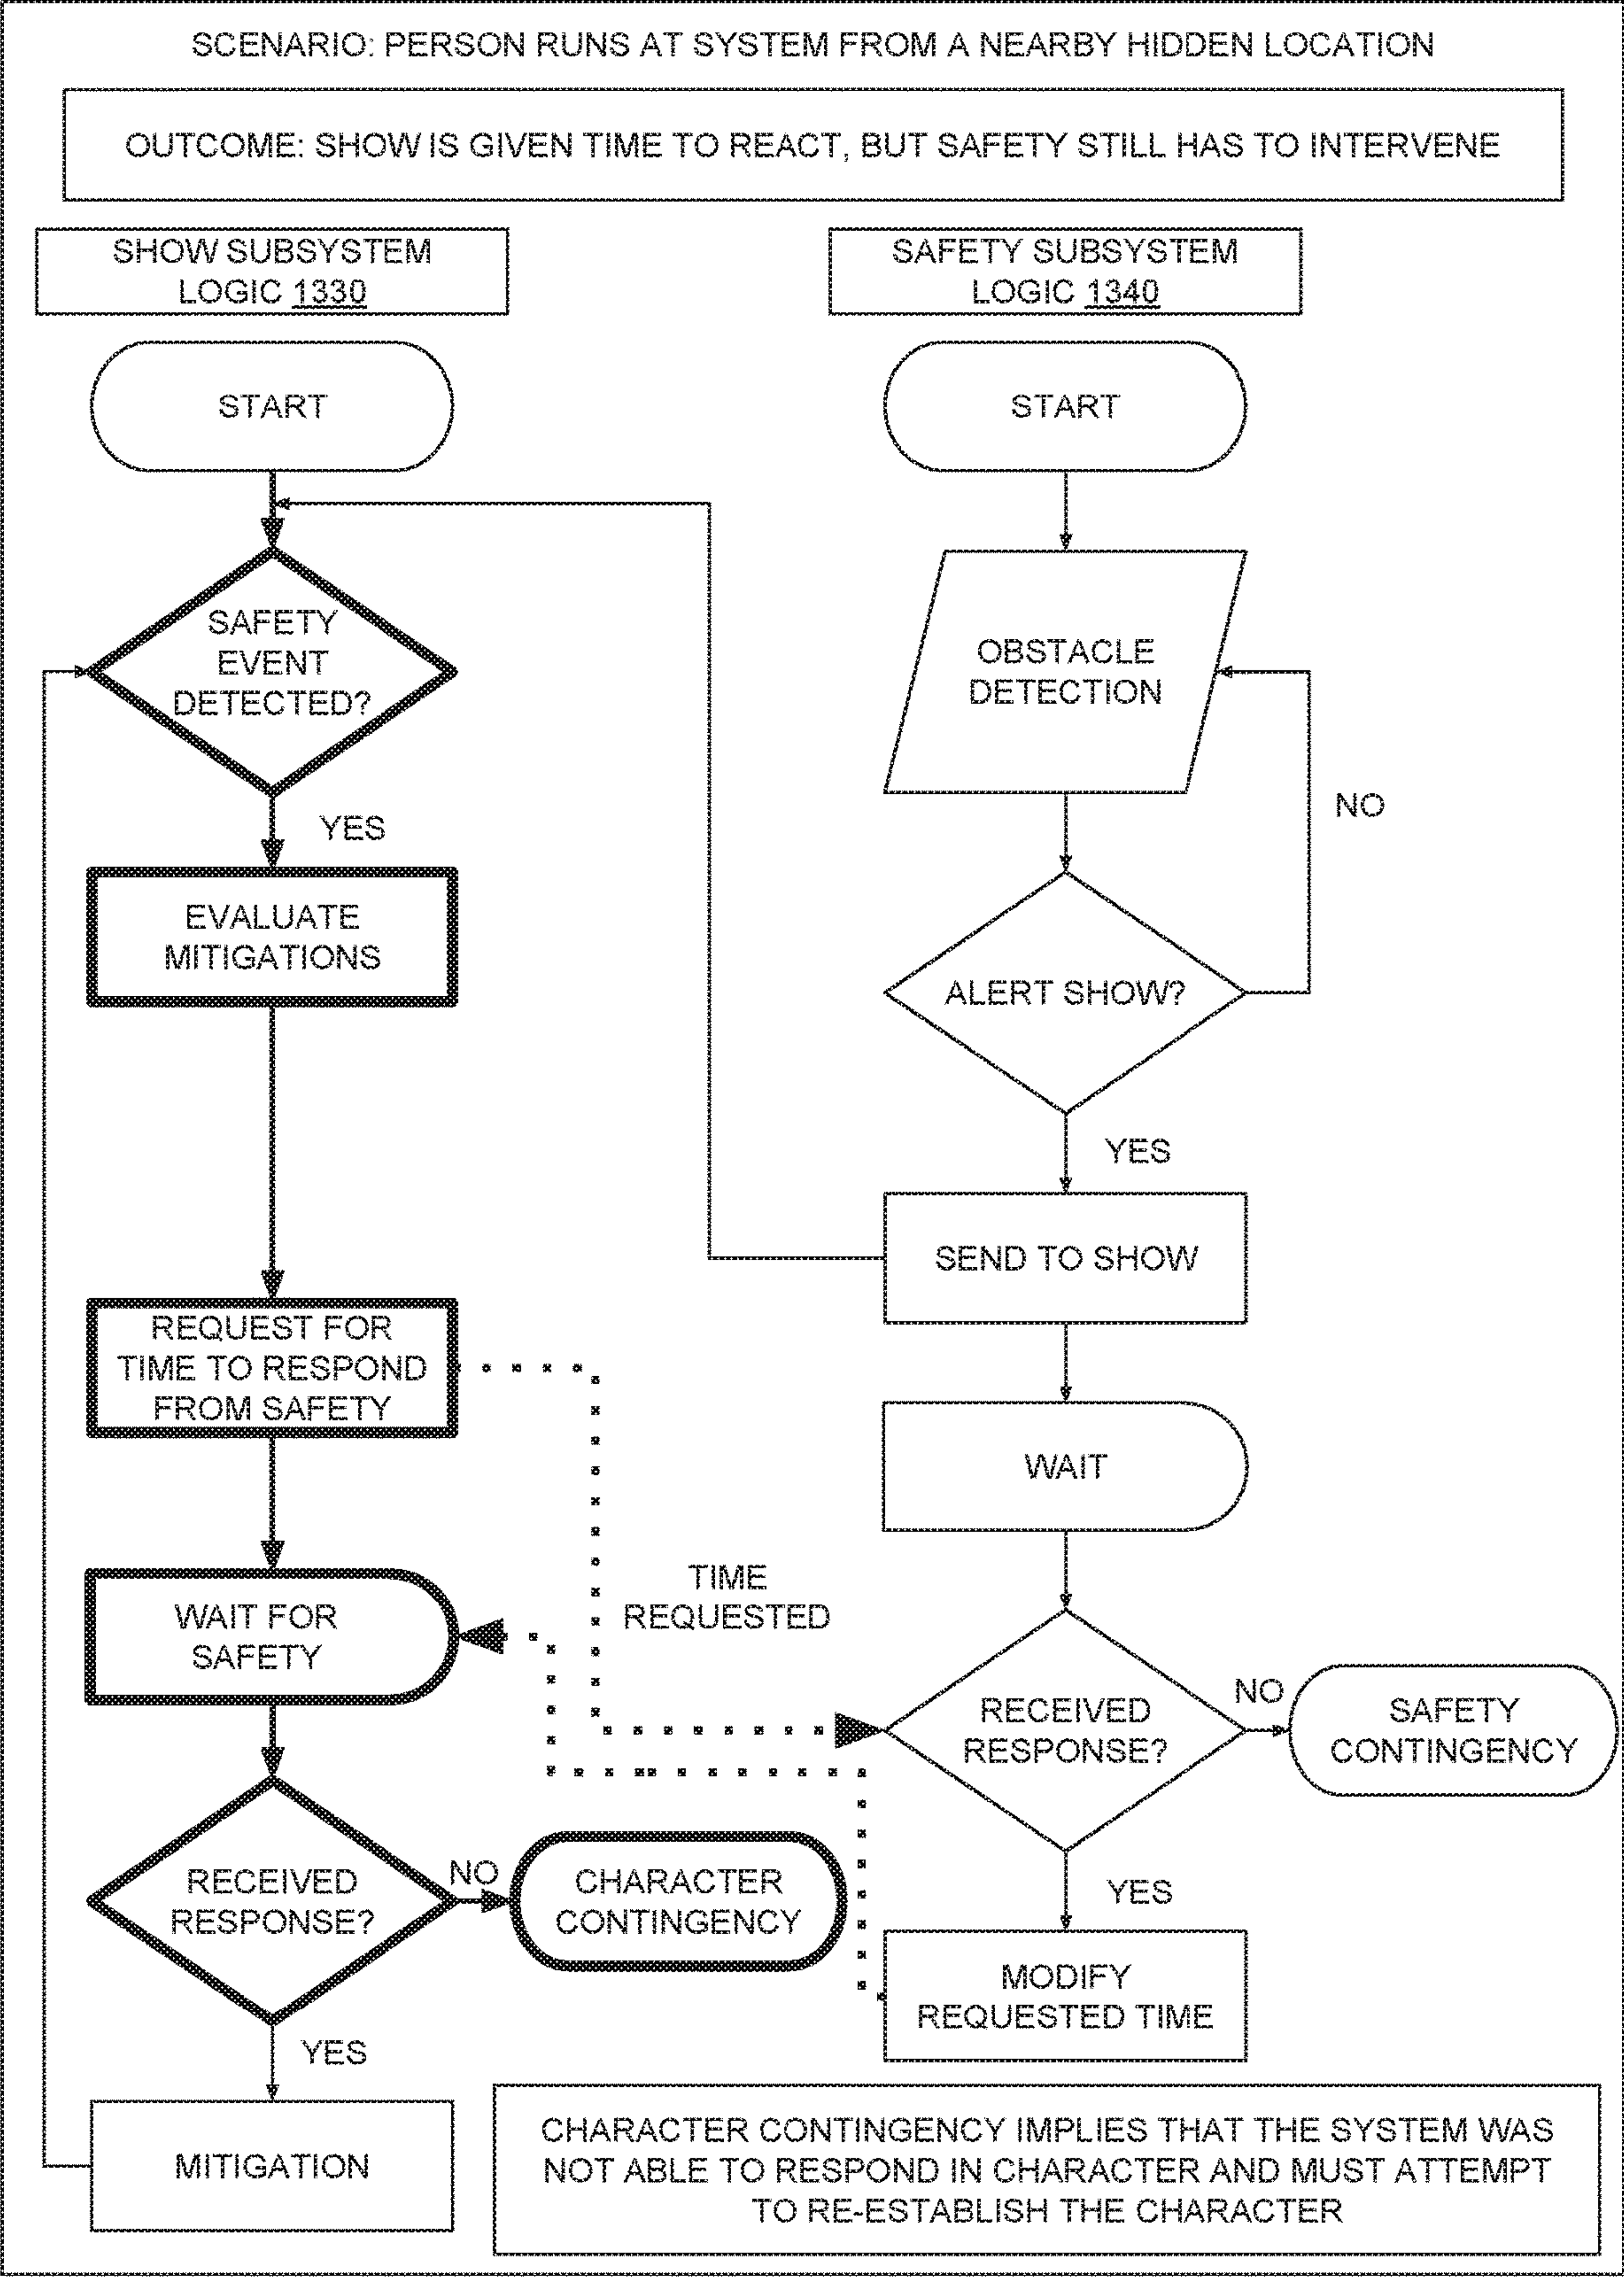 SCENARIO: PERSON RUNS AT SYSTEM FROM A NEARBY HIDDEN LOCATION
OUTCOME: SHOW IS GIVEN TIME TO REACT, BUT SAFETY STILL HAS TO INTERVENE
SHOW SUBSYSTEM
LOGIC 1330
START
SAFETY
EVENT
DETECTED?
YES
EVALUATE
MITIGATIONS
REQUEST FOR
TIME TO RESPOND
FROM SAFETY
WAIT FOR
SAFETY
RECEIVED
RESPONSE?
NO
CHARACTER
CONTINGENCY
YES
MITIGATION
TIME
REQUESTED
SAFETY SUBSYSTEM
LOGIC 1340
START
OBSTACLE
DETECTION
NO
ALERT SHOW?
YES
SEND TO SHOW
WAIT
RECEIVED
RESPONSE?
NO
SAFETY
CONTINGENCY
YES
MODIFY
REQUESTED TIME
CHARACTER CONTINGENCY IMPLIES THAT THE SYSTEM WAS
NOT ABLE TO RESPOND IN CHARACTER AND MUST ATTEMPT
TO RE-ESTABLISH THE CHARACTER